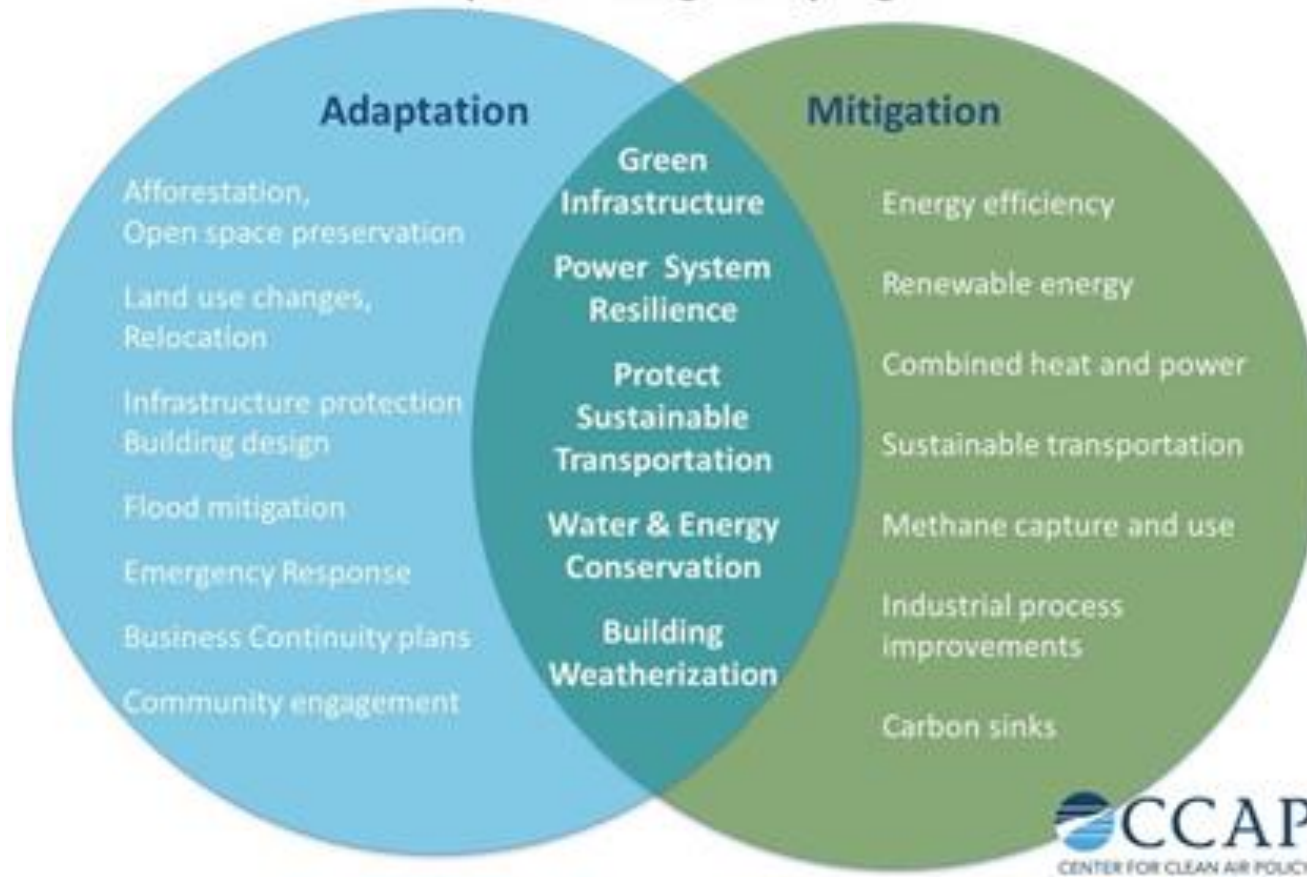 Adaptation
Afforestation,
Open space preservation
Land use changes,
Relocation
Infrastructure protection
Building design
Flood mitigation
Emergency Response
Business Continuity plans
Community engagement
Green
Infrastructure
Power System
Resilience
Protect
Sustainable
Transportation
Water & Energy
Conservation
Building
Weatherization
Mitigation
Energy efficiency
Renewable energy
Combined heat and power
Sustainable transportation
Methane capture and use
Industrial process
improvements
Carbon sinks
CCAP
CENTER FOR CLEAN AIR POLICY